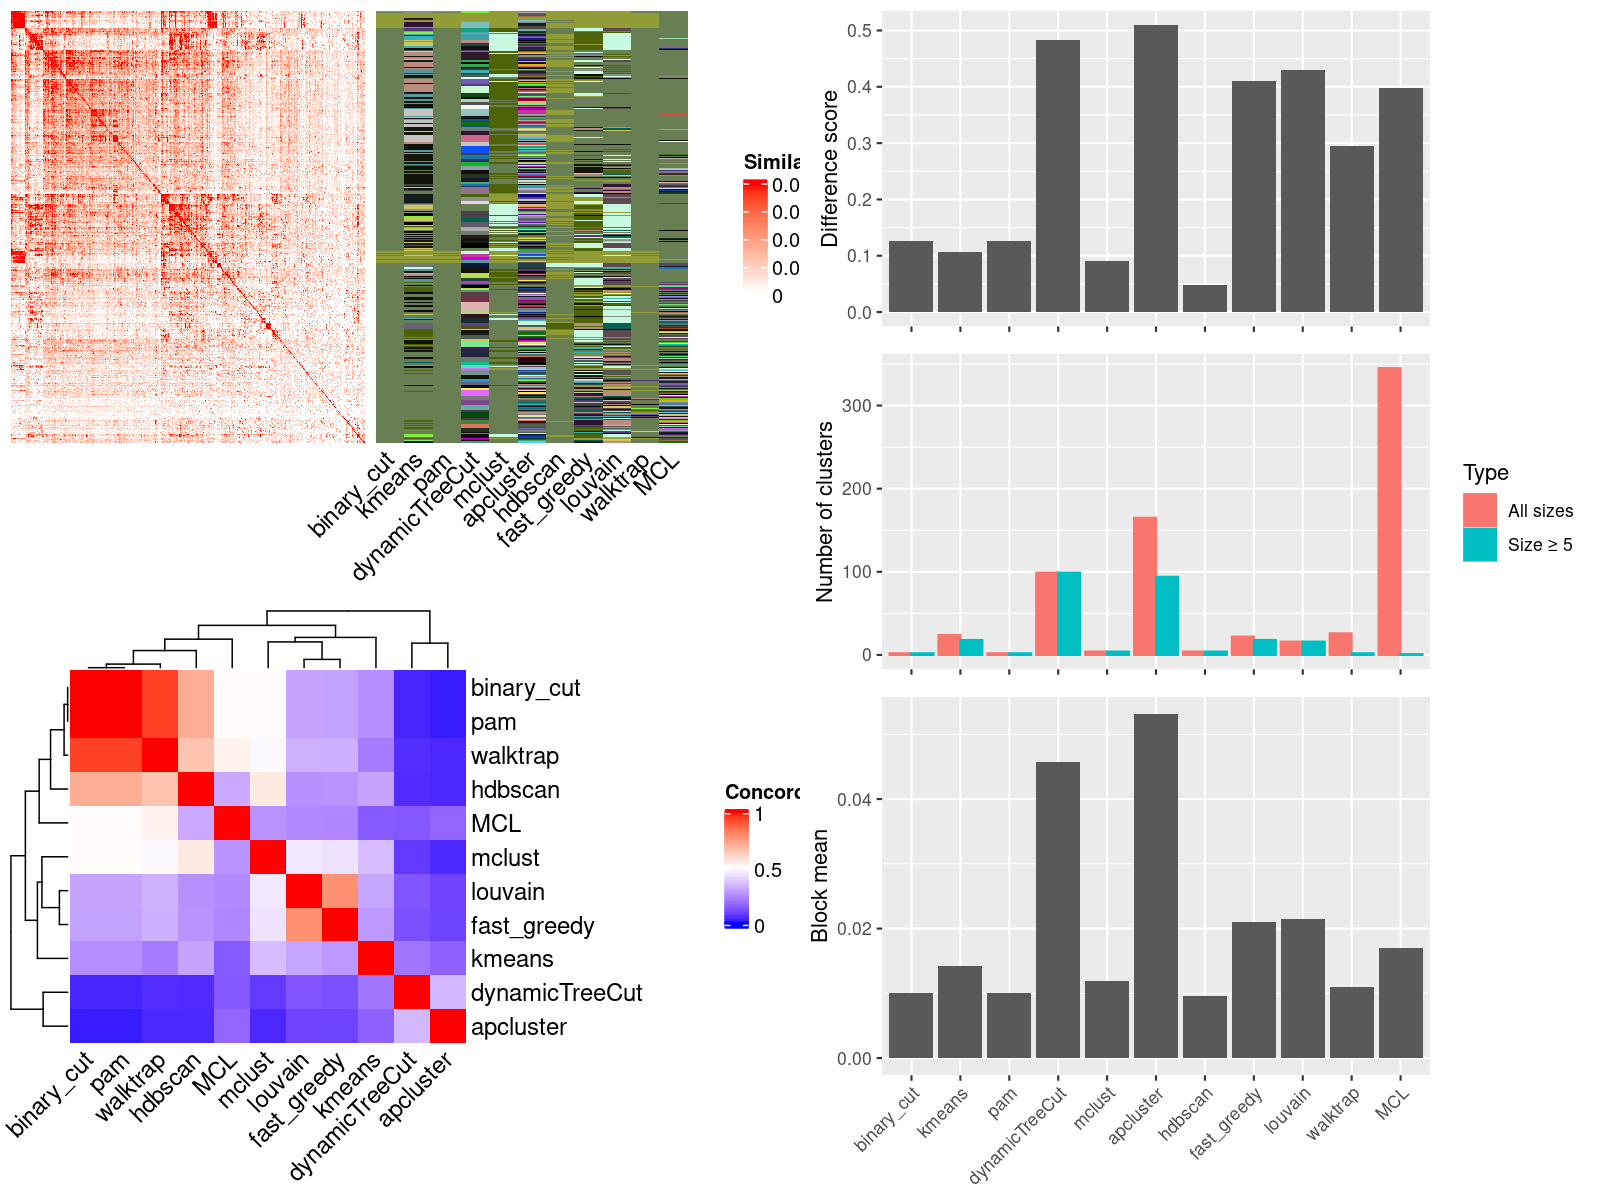 Simila
0.0
0.0
0.0
0.0
0
binary_cut
kmeans
pam
dynamicTreeCut
mclust
apcluster
hdbscan
fast_greedy
louvain
walktrap
MCL
binary_cut
pam
walktrap
hdbscan
MCL
mclust
louvain
fast_greedy
kmeans
dynamicTreeCut
apcluster
Concord
1
0.5
0
binary_cut
pam
walktrap
hdbscan
MCL
mclust
louvain
fast_greedy
kmeans
dynamicTreeCut
apcluster
Difference score
0.5
0.4
0.3
0.2
0.1
0.0
Number of clusters
300
200
100
0
Type
All sizes
Size ≥ 5
Block mean
0.04
0.02
0.00
binary_cut
kmeans
pam
dynamicTreeCut
mclust
apcluster
hdbscan
fast_greedy
louvain
walktrap
MCL